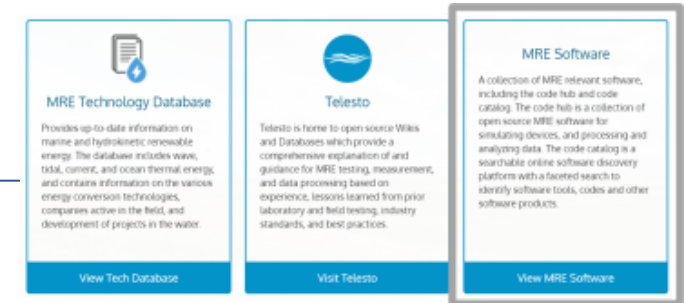 MRE Technology Database
Provides up-to-date information on
marine and hydrokinetic renewable
energy. The database includes wave,
tidal, current, and ocean thermal energy,
and contains information on the various
energy conversion technologies,
companies active in the field, and
development of projects in the water.
View Tech Database
Telesto
Telesto is home to open source Wikis
and Databases which provide a
comprehensive explanation of and
guidance for MRE testing, measurement,
and data processing based on
experience, lessons learned from prior
laboratory and field testing, industry
standards, and best practices.
Visit Telesto
MRE Software
A collection of MRE relevant software,
including the code hub and code
catalog. The code hub is a collection of
open source MRE software for
simulating devices, and processing and
analyzing data. The code catalog is a
searchable online software discovery
platform with a faceted search to
identify software tools, codes and other
software products.
View MRE Software